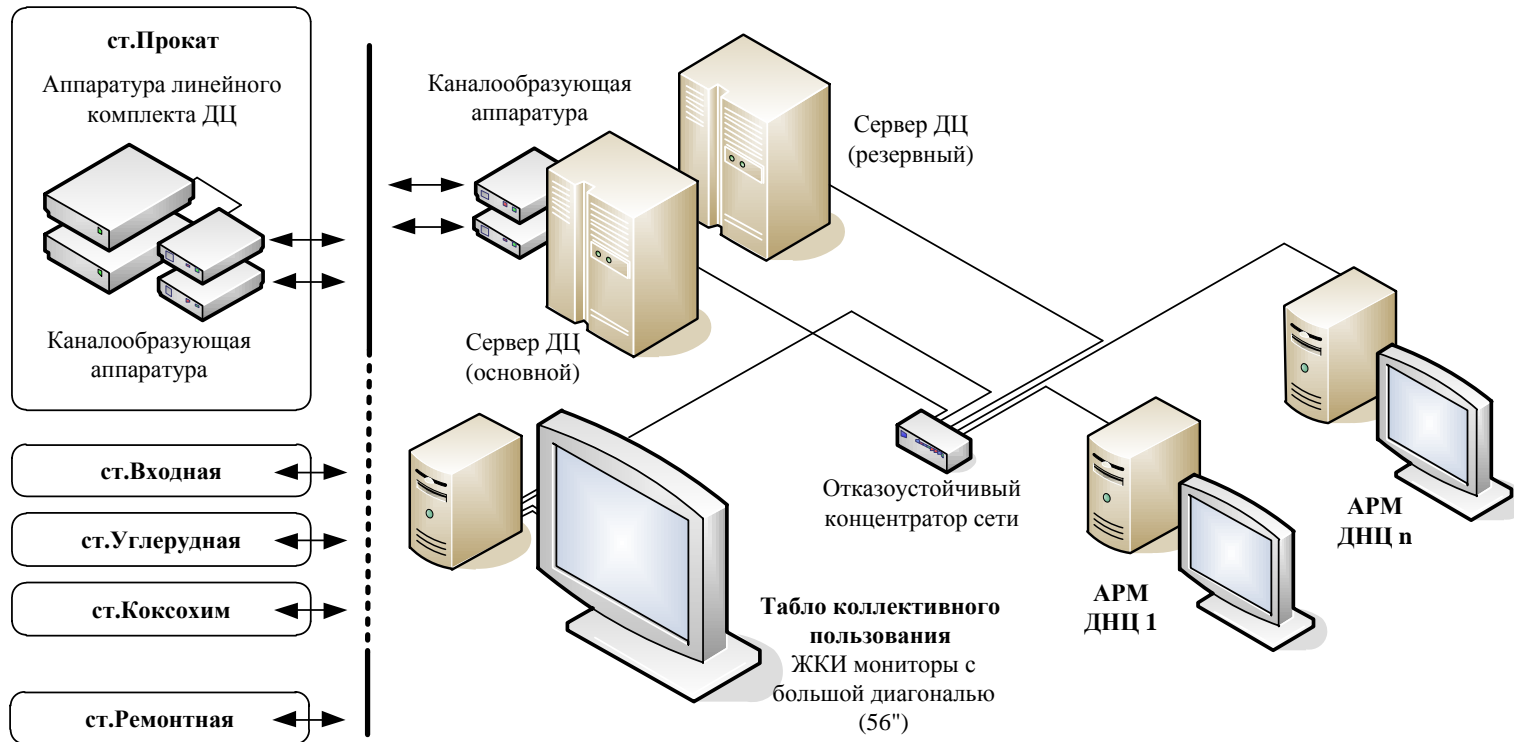 ст.Прокат
Аппаратура линейного
комплекта ДЦ
Каналообразующая
аппаратура
ст.Входная
ст.Углерудная
ст.Коксохим
ст.Ремонтная
Каналообразующая
аппаратура
Сервер ДЦ
(резервный)
Сервер ДЦ
(основной)
Отказоустойчивый
концентратор сети
АРМ
ДНЦ n
АРМ
ДНЦ 1
Табло коллективного
пользования
ЖКИ мониторы с
большой диагональю
(56")